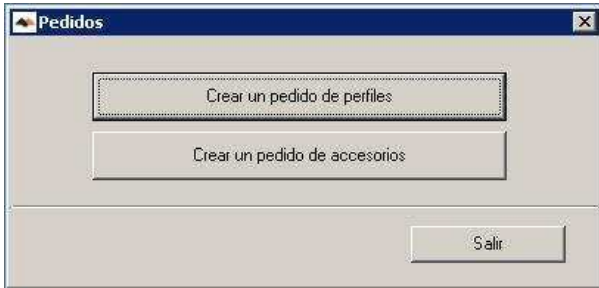 Pedidos
Crear un pedido de perfiles
Crear un pedido de accesorios
Salir